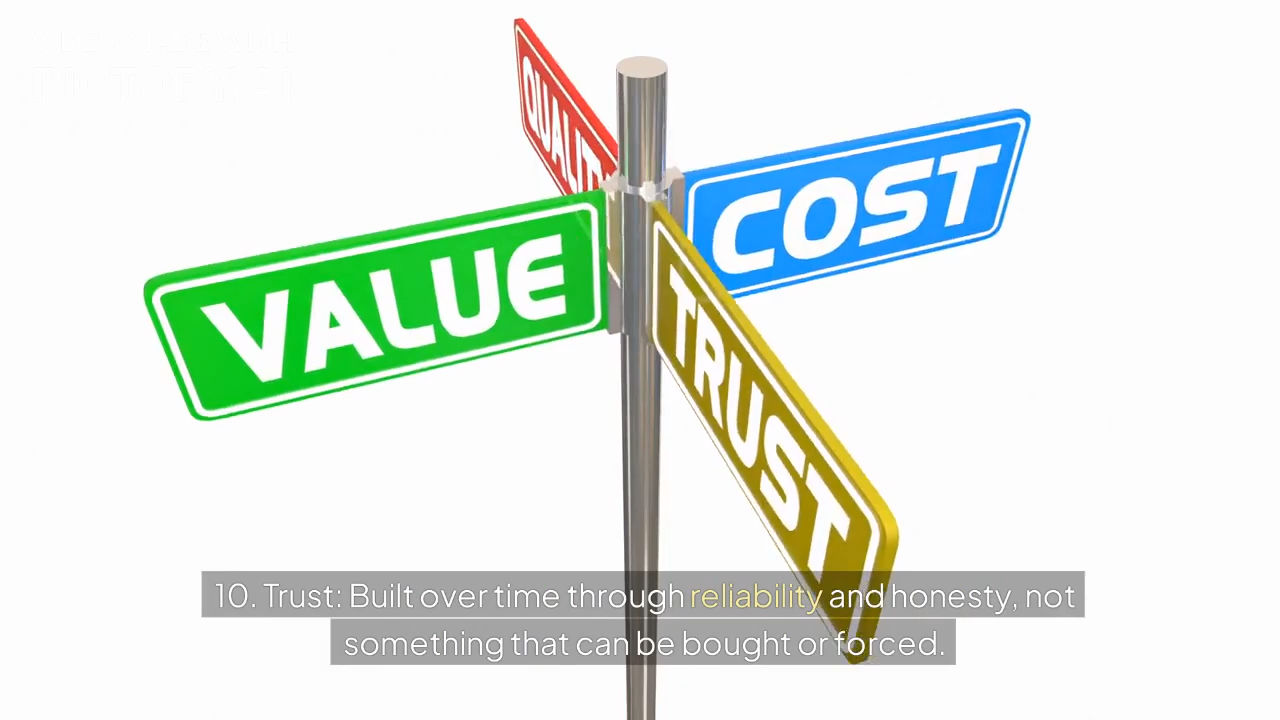 QUALITY
COST
VALUE
TRUST
10. Trust: Built over time through reliability and honesty, not
something that can be bought or forced.